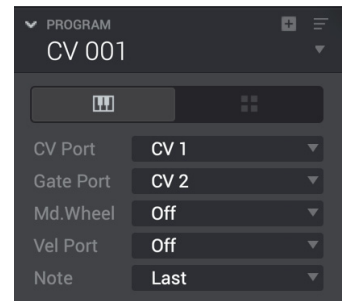 PROGRAM
CV 001
CV Port CV 1
Gate Port CV 2
Md.Wheel Off
Vel Port Off
Note Last